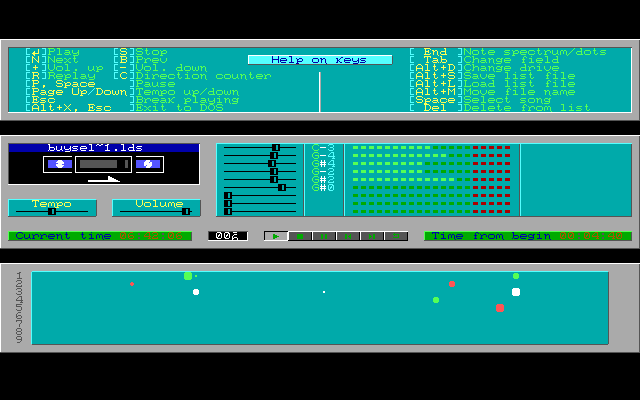 [↵]Play [S]Stop [ End ]Note spectrum/dots
[N]Next [B]Prev Help on keys [ Tab ]Change field
[+]Vol. up [-]Vol. down [Alt+D]Change drive
[R]Replay [C]Direction counter [Alt+S]Save list file
[P, Space ]Pause [Alt+L]Load list file
[Page Up/Down]Tempo up/down [Alt+M]Move file name
[Esc ]Break playing [Space]Select song
[Alt+X, Esc ]Exit to DOS [ Del ]Delete from list
buysel~1.lds
C-3
G-4
G#4
G-2
G#2
G#0
Tempo Volume
Current time Time from begin
1
2
3
4
5
6
7
8
9